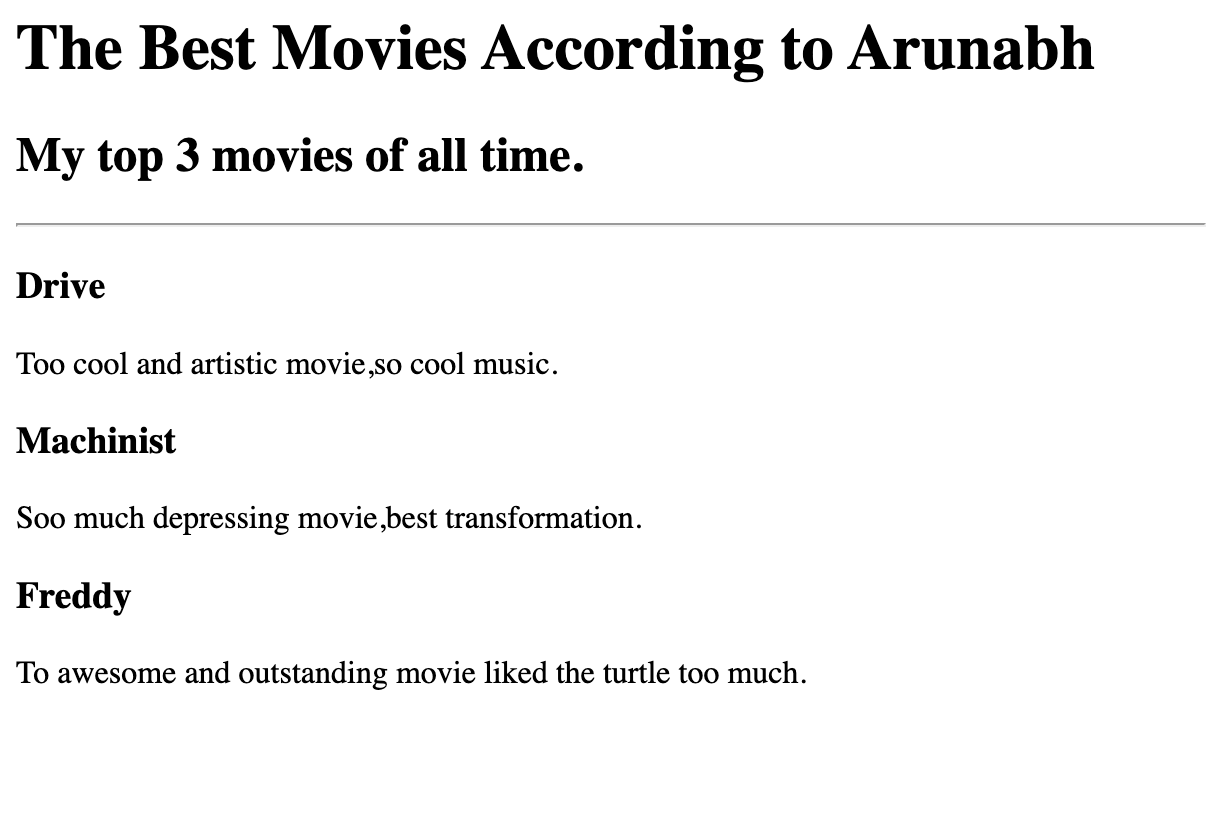 The Best Movies According to Arunabh
My top 3 movies of all time.
Drive
Too cool and artistic movie,so cool music.
Machinist
Soo much depressing movie,best transformation.
Freddy
To awesome and outstanding movie liked the turtle too much.